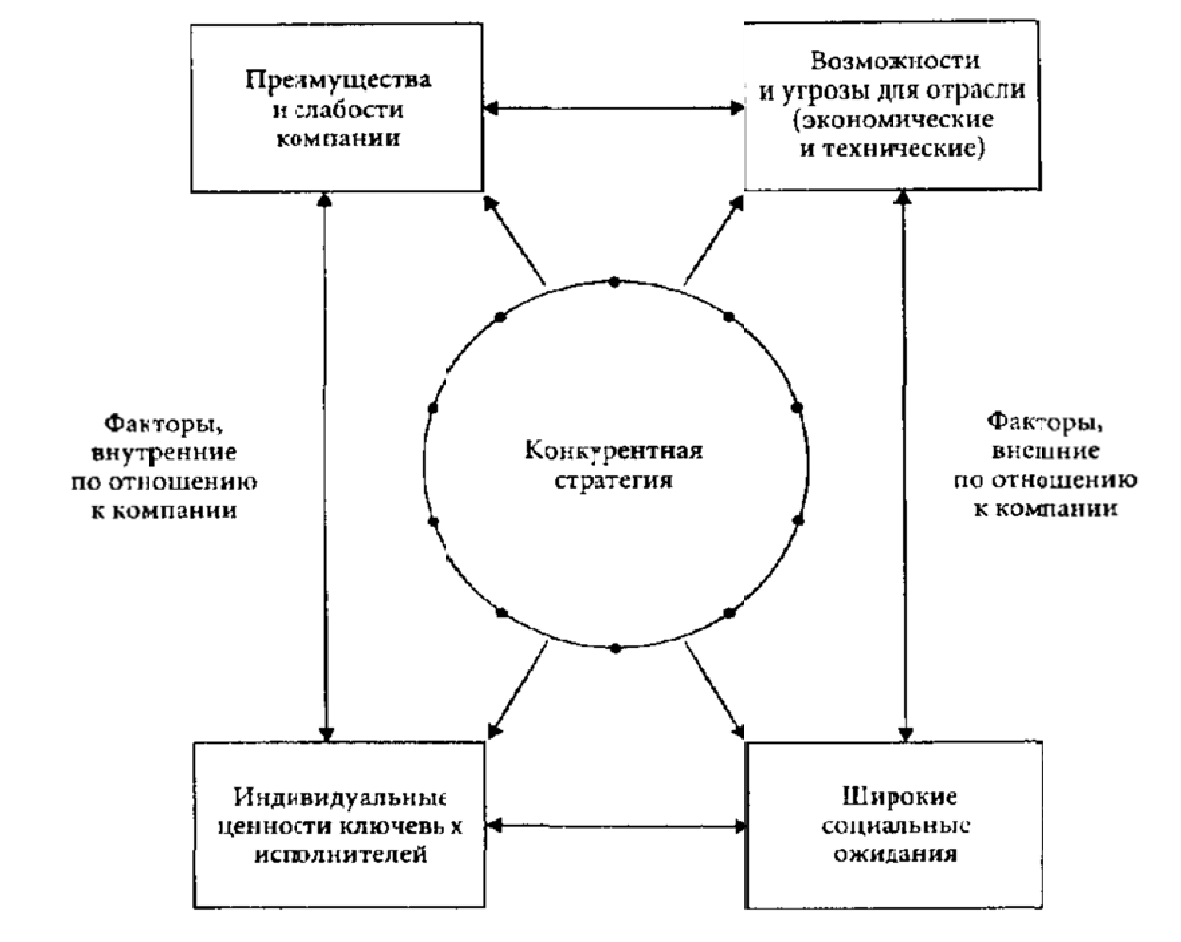 Преимущества
и слабости
компании
Возможности
и угрозы для отрасли
(экономические
и технические)
Факторы,
внутренние
по отношению
к компании
Конкурентная
стратегия
Факторы,
внешние
по отношению
к компании
Индивидуальные
ценности ключевых
исполнителей
Широкие
социальные
ожидания